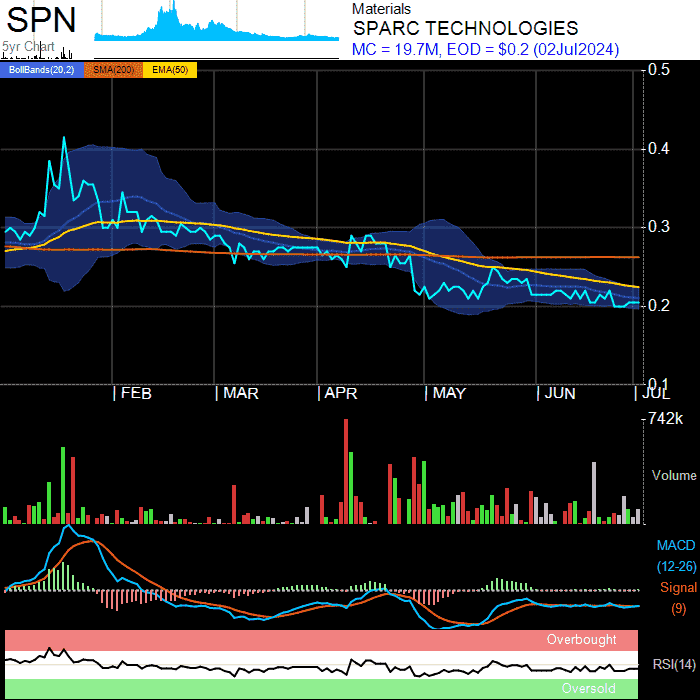 SPN
5yr Chart
Materials
SPARC TECHNOLOGIES
MC = 19.7M, EOD = $0.2 (02Jul2024)
BollBands(20,2) SMA(200) EMA(50)
0.5
0.4
0.3
0.2
0.1
| FEB | MAR | APR | MAY | JUN | JUL
742k
Volume
MACD
(12-26)
Signal
(9)
Overbought
RSI(14)
Oversold